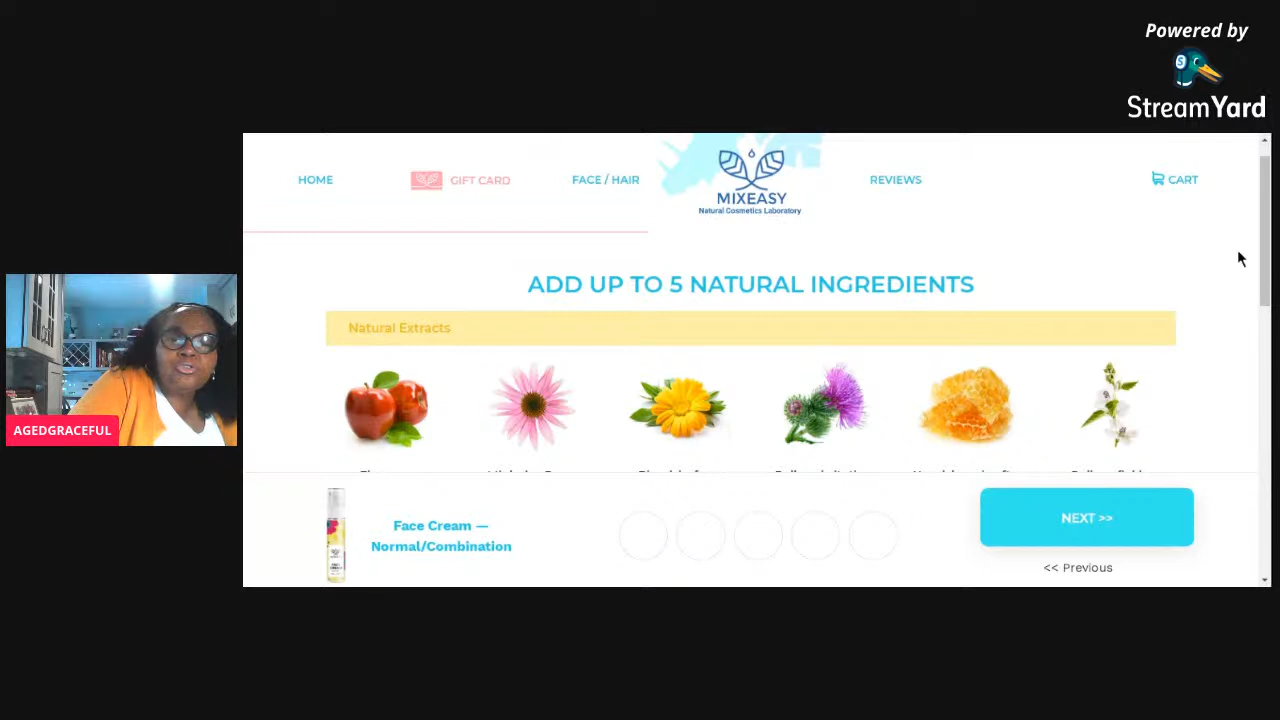 Powered by
StreamYard
HOME
GIFT CARD
FACE / HAIR
MIXEASY
Natural Cosmetics Laboratory
REVIEWS
CART
ADD UP TO 5 NATURAL INGREDIENTS
Natural Extracts
AGEDGRACEFUL
Face Cream —
Normal/Combination
NEXT >>
<< Previous